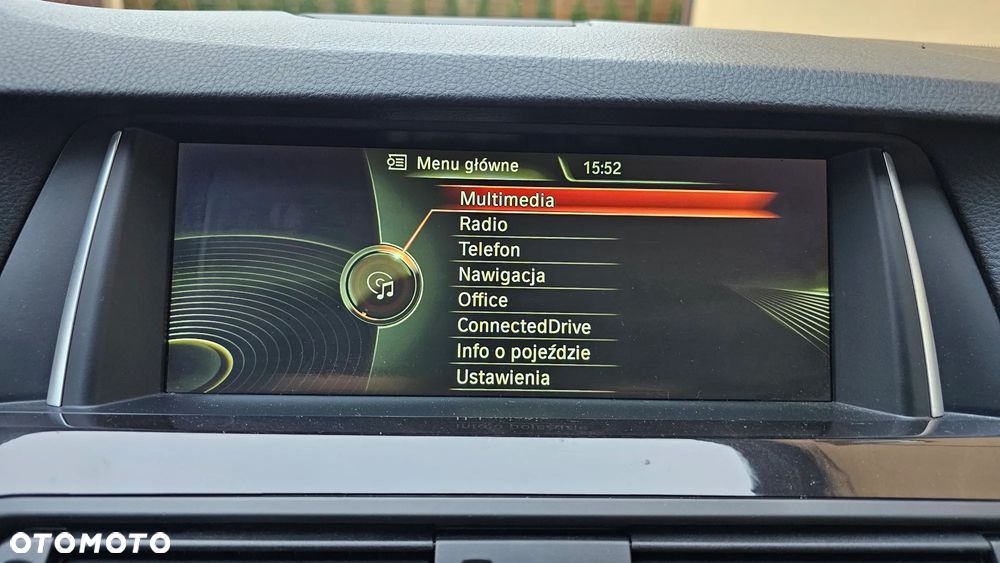 Menu główne 15:52
Multimedia
Radio
Telefon
Nawigacja
Office
ConnectedDrive
Info o pojeździe
Ustawienia
OTOMOTO